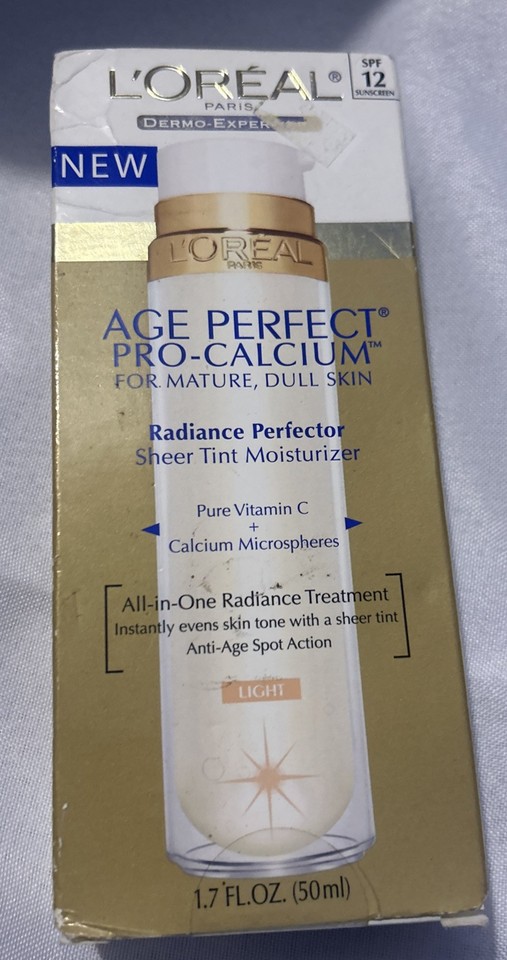 L'ORÉAL®
PARIS
SPF
12
SUNSCREEN
NEW
L'ORÉAL
PARIS
AGE PERFECT®
PRO-CALCIUM™
FOR MATURE, DULL SKIN
Radiance Perfector
Sheer Tint Moisturizer
Pure Vitamin C
+
Calcium Microspheres
All-in-One Radiance Treatment
Instantly evens skin tone with a sheer tint
Anti-Age Spot Action
LIGHT
1.7 FL.OZ. (50ml)